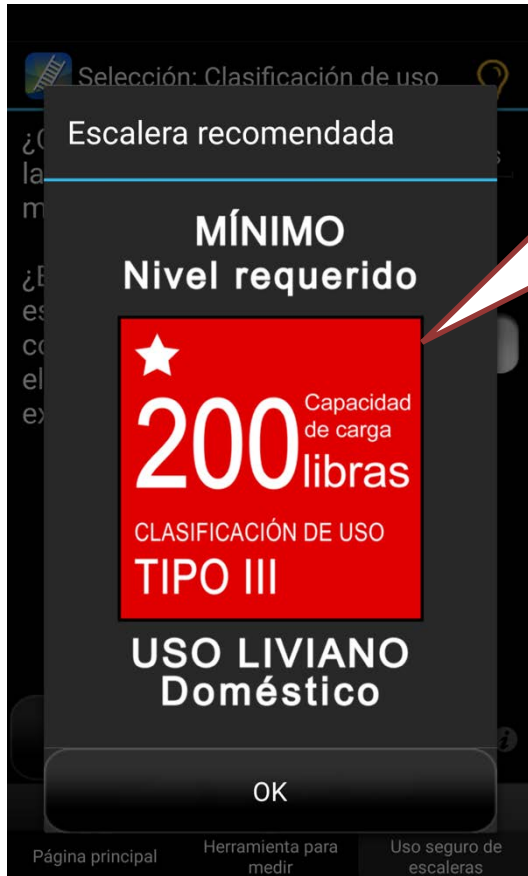 Selección: Clasificación de uso
Escalera recomendada
MÍNIMO
Nivel requerido
200 Capacidad de carga libras
CLASIFICACIÓN DE USO
TIPO III
USO LIVIANO
Doméstico
OK
Página principal
Herramienta para medir
Uso seguro de escaleras